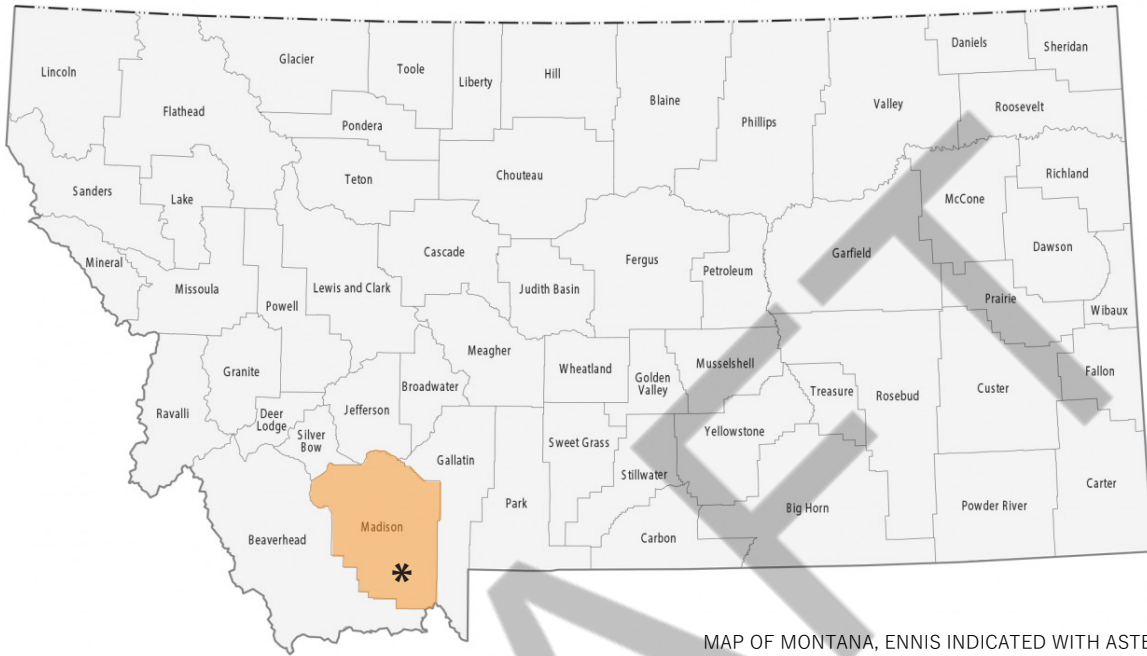 Daniels
Sheridan
Glacier
Toole
Liberty
Hill
Lincoln
Blaine
Valley
Roosevelt
Flathead
Phillips
Pondera
Teton
Chouteau
Richland
Sanders
Lake
McCone
Cascade
Dawson
Fergus
Garfield
Mineral
Petroleum
Missoula
Lewis and Clark
Judith Basin
Powell
Prairie
Wibaux
Meagher
Wheatland
Musselshell
Granite
Broadwater
Golden
Valley
Treasure
Fallon
Custer
Rosebud
Jefferson
Ravalli
Deer
Lodge
Silver
Bow
Yellowstone
Sweet Grass
Gallatin
Stillwater
Carter
Park
Powder River
Big Horn
Madison
Beaverhead
Carbon
*
MAP OF MONTANA, ENNIS INDICATED WITH ASTE